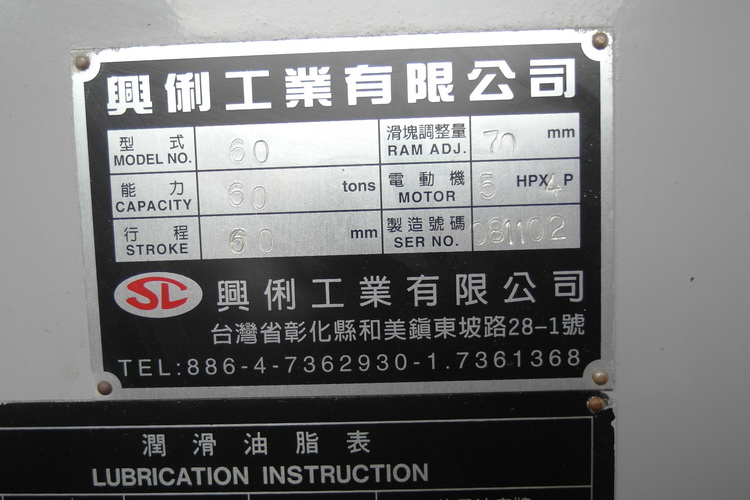 興俐工業有限公司
型式 MODEL NO. 60 滑塊調整量 RAM ADJ. 70 mm
能力 CAPACITY 60 tons 電動機 MOTOR 5 HPX 4 P
行程 STROKE 60 mm 製造號碼 SER NO. 081102
SL 興俐工業有限公司
台灣省彰化縣和美鎮東坡路28-1號
TEL:886-4-7362930-1.7361368
潤滑油脂表
LUBRICATION INSTRUCTION